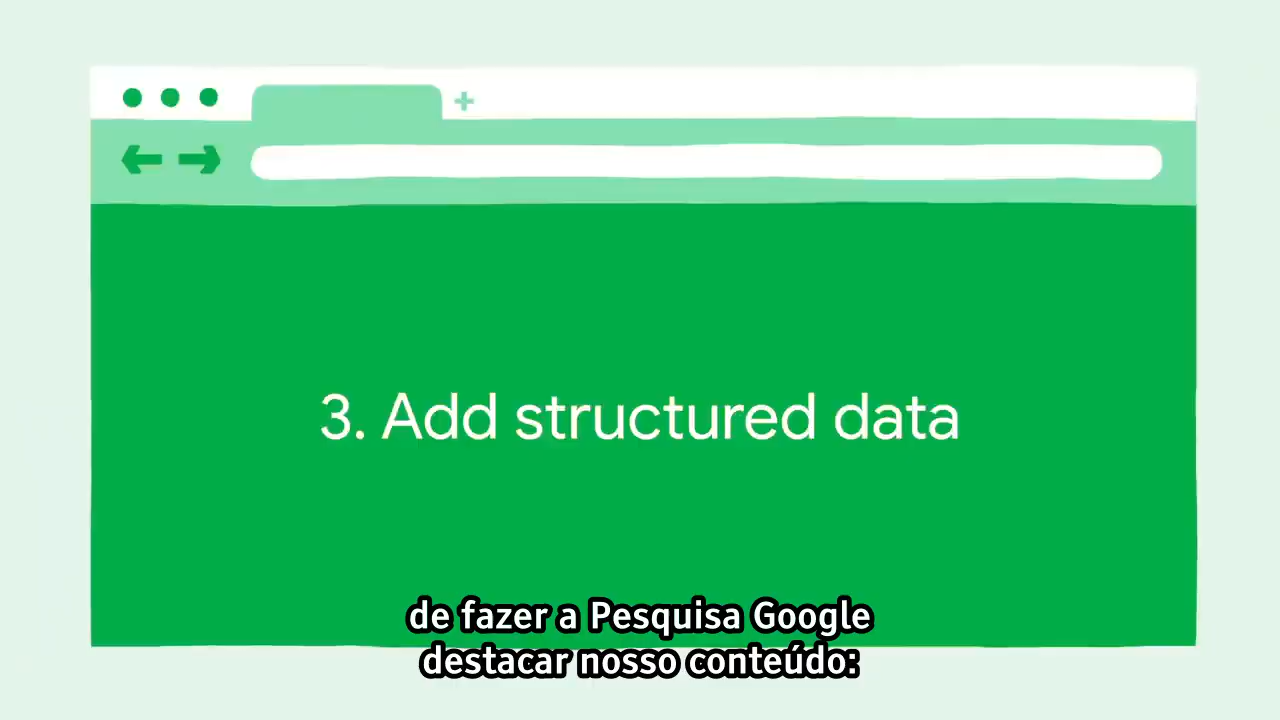 3. Add structured data
de fazer a Pesquisa Google
destacar nosso conteúdo: